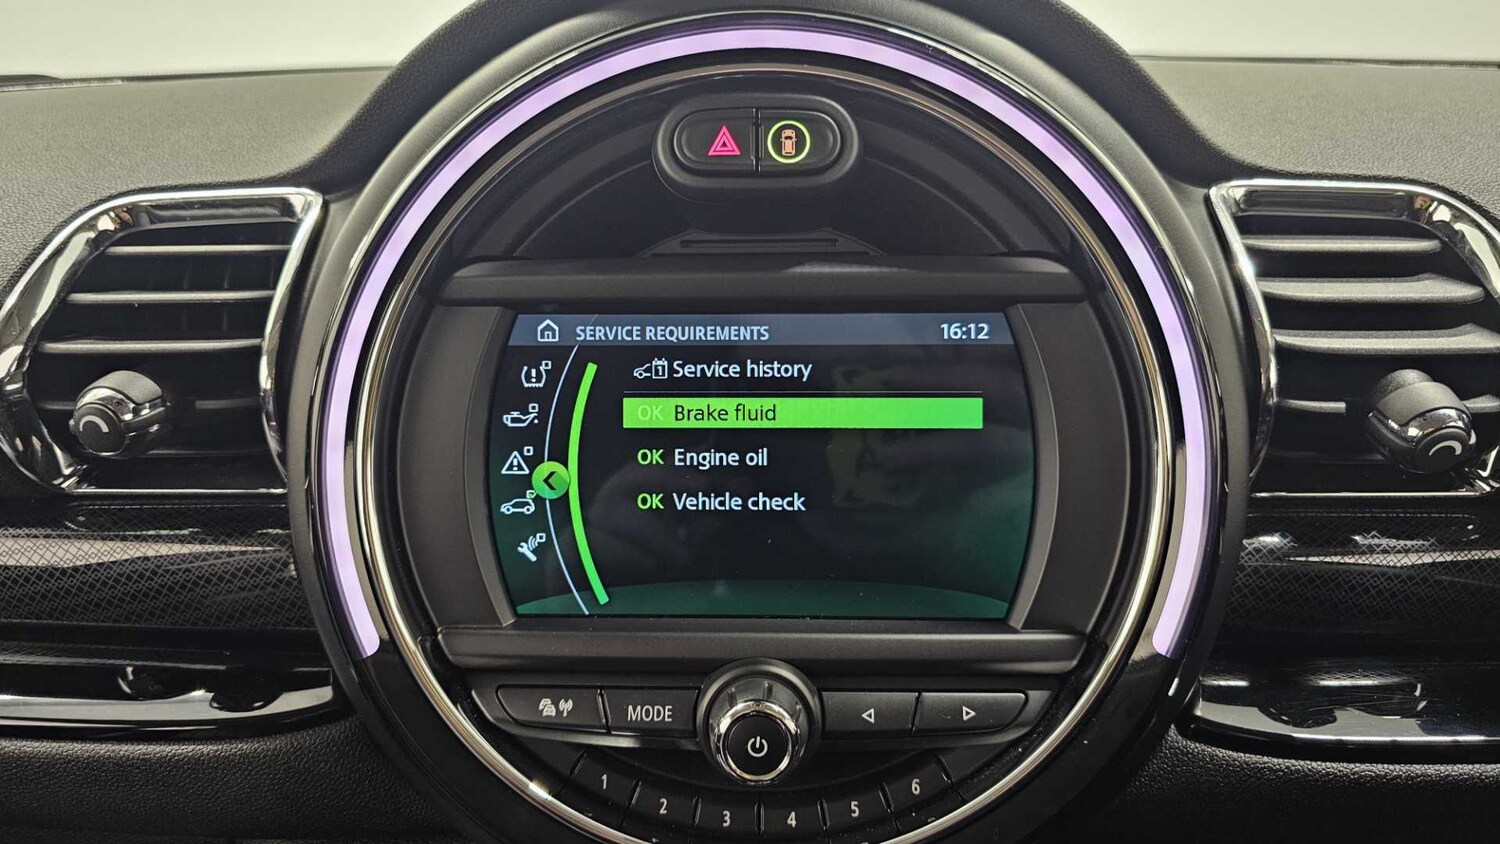 SERVICE REQUIREMENTS 16:12
1 Service history
OK Brake fluid
OK Engine oil
OK Vehicle check
MODE
1 2 3 4 5 6